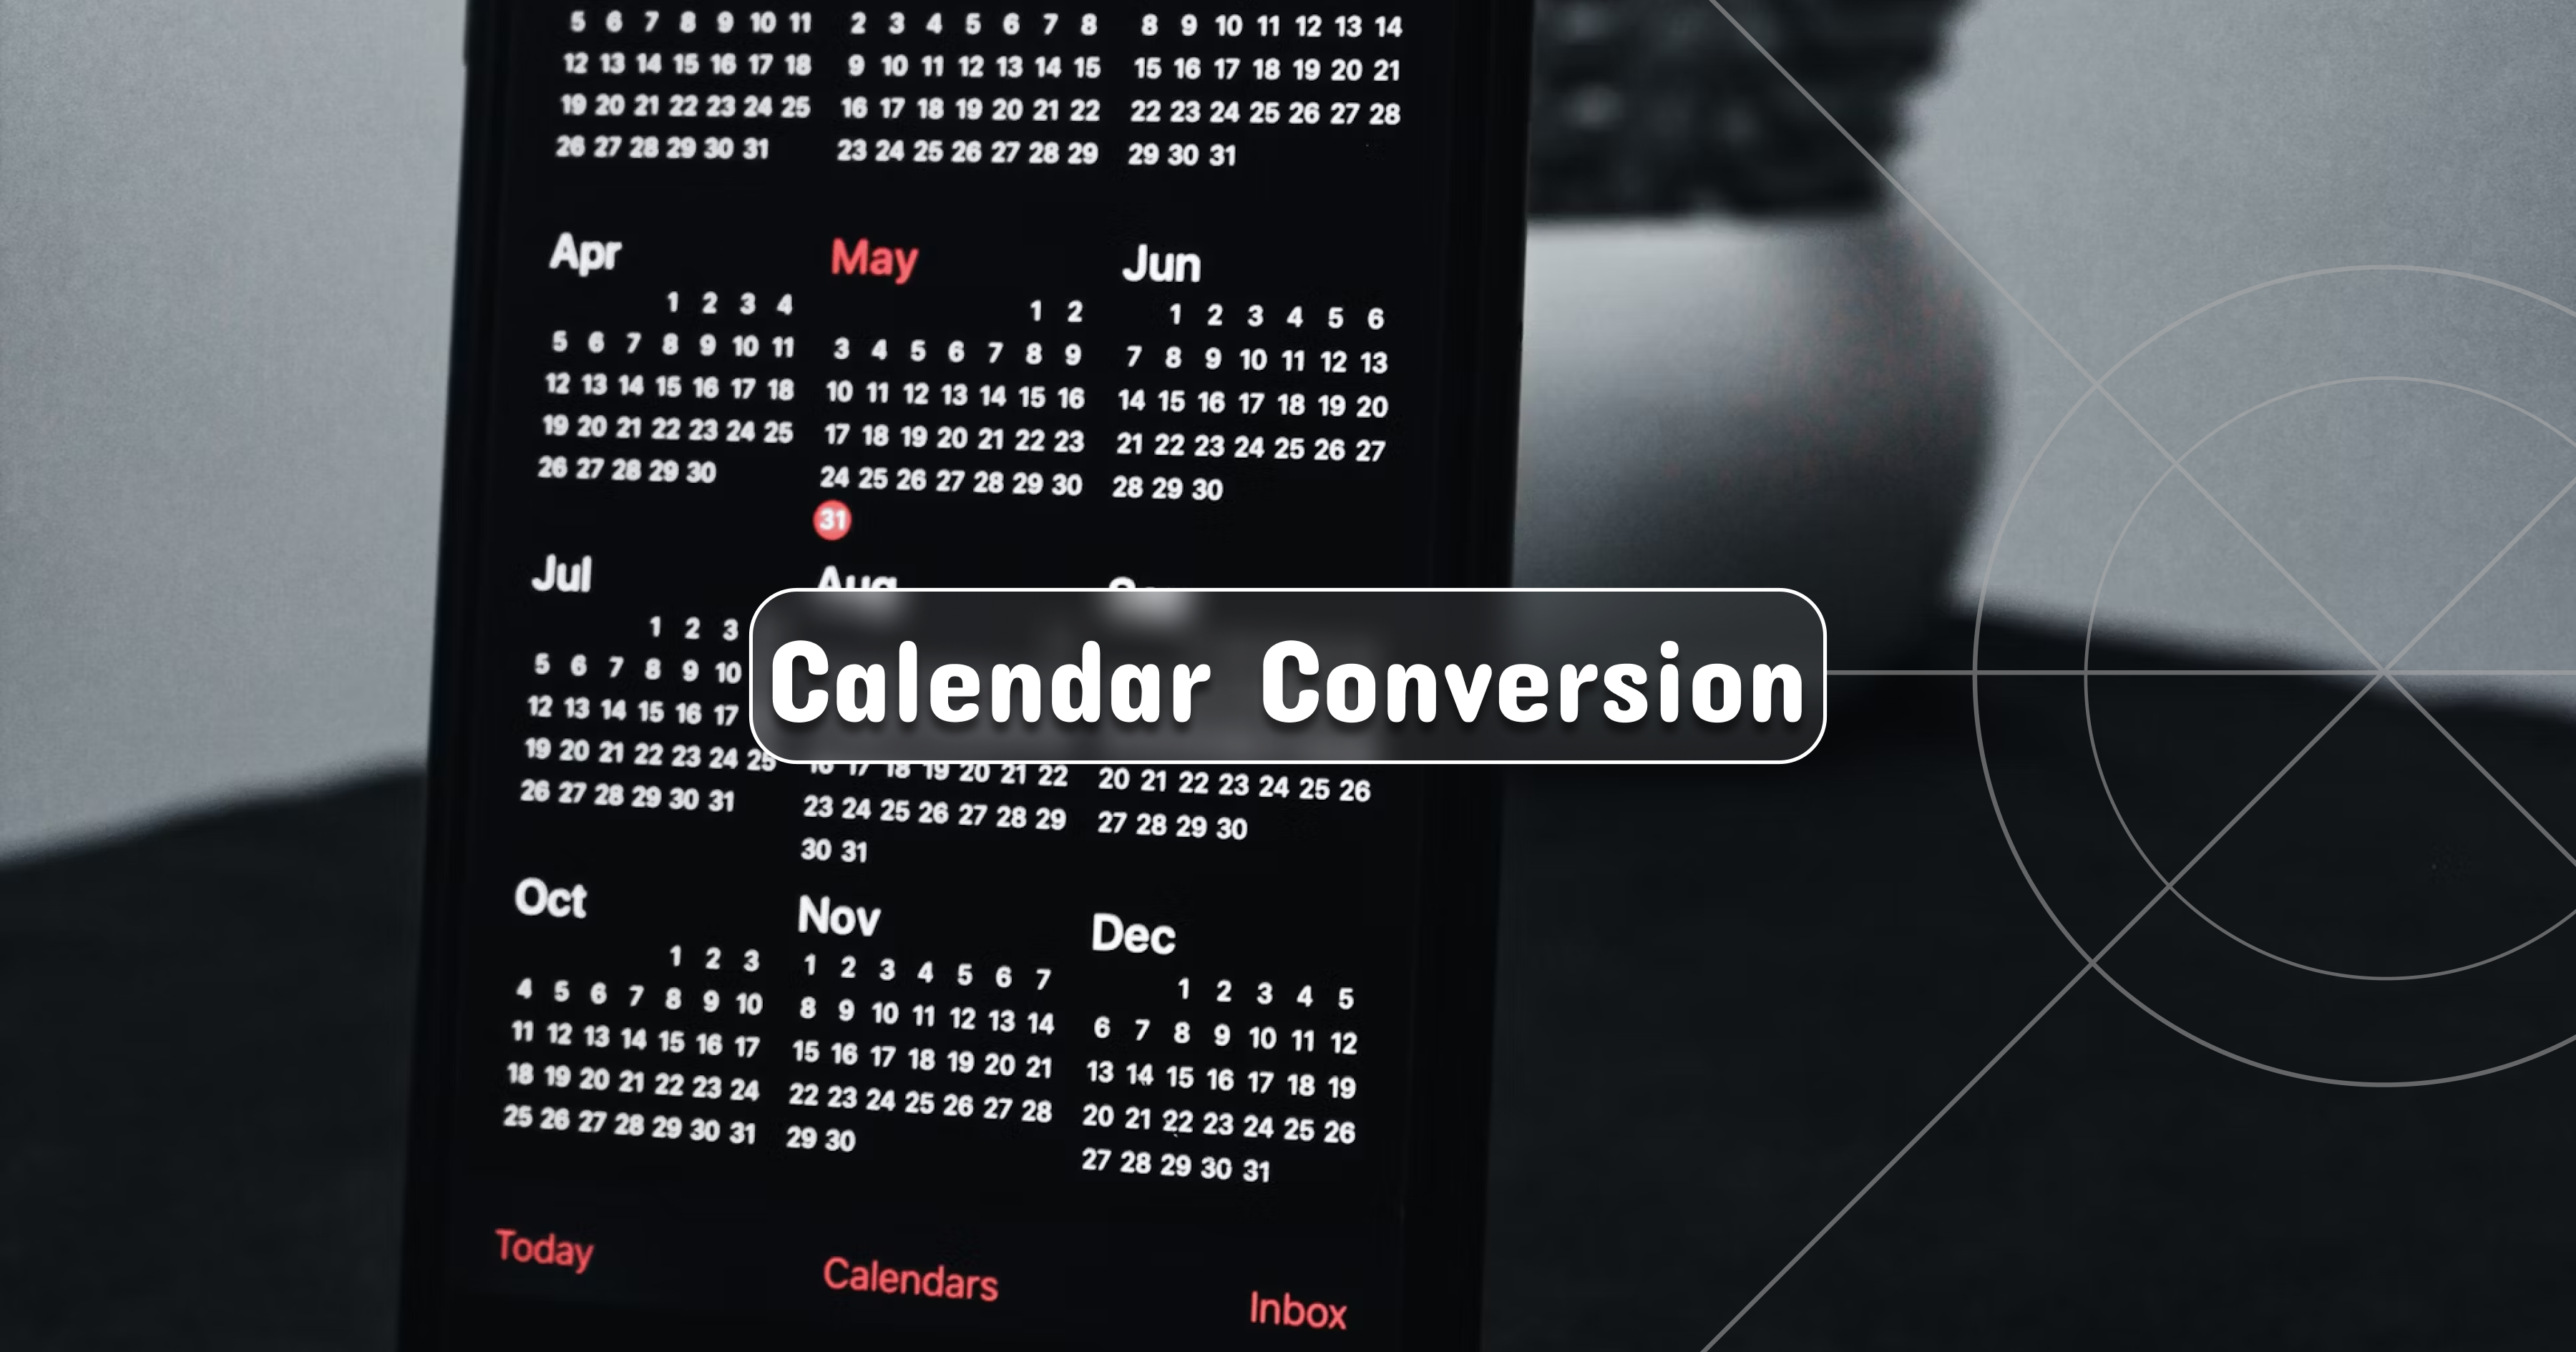 5 6 7 8 9 10 11
12 13 14 15 16 17 18
19 20 21 22 23 24 25
26 27 28 29 30 31
2 3 4 5 6 7 8
9 10 11 12 13 14 15
16 17 18 19 20 21 22
23 24 25 26 27 28 29
8 9 10 11 12 13 14
15 16 17 18 19 20 21
22 23 24 25 26 27 28
29 30 31
Apr
1 2 3 4
5 6 7 8 9 10 11
12 13 14 15 16 17 18
19 20 21 22 23 24 25
26 27 28 29 30
May
1 2
3 4 5 6 7 8 9
10 11 12 13 14 15 16
17 18 19 20 21 22 23
24 25 26 27 28 29 30
31
Jun
1 2 3 4 5 6
7 8 9 10 11 12 13
14 15 16 17 18 19 20
21 22 23 24 25 26 27
28 29 30
Jul
1 2 3
5 6 7 8 9 10
12 13 14 15 16 17
19 20 21 22 23 24 25
26 27 28 29 30 31
Aug
16 17 18 19 20 21 22
23 24 25 26 27 28 29
30 31
20 21 22 23 24 25 26
27 28 29 30
Calendar Conversion
Oct
1 2 3
4 5 6 7 8 9 10
11 12 13 14 15 16 17
18 19 20 21 22 23 24
25 26 27 28 29 30 31
Nov
1 2 3 4 5 6 7
8 9 10 11 12 13 14
15 16 17 18 19 20 21
22 23 24 25 26 27 28
29 30
Dec
1 2 3 4 5
6 7 8 9 10 11 12
13 14 15 16 17 18 19
20 21 22 23 24 25 26
27 28 29 30 31
Today
Calendars
Inbox